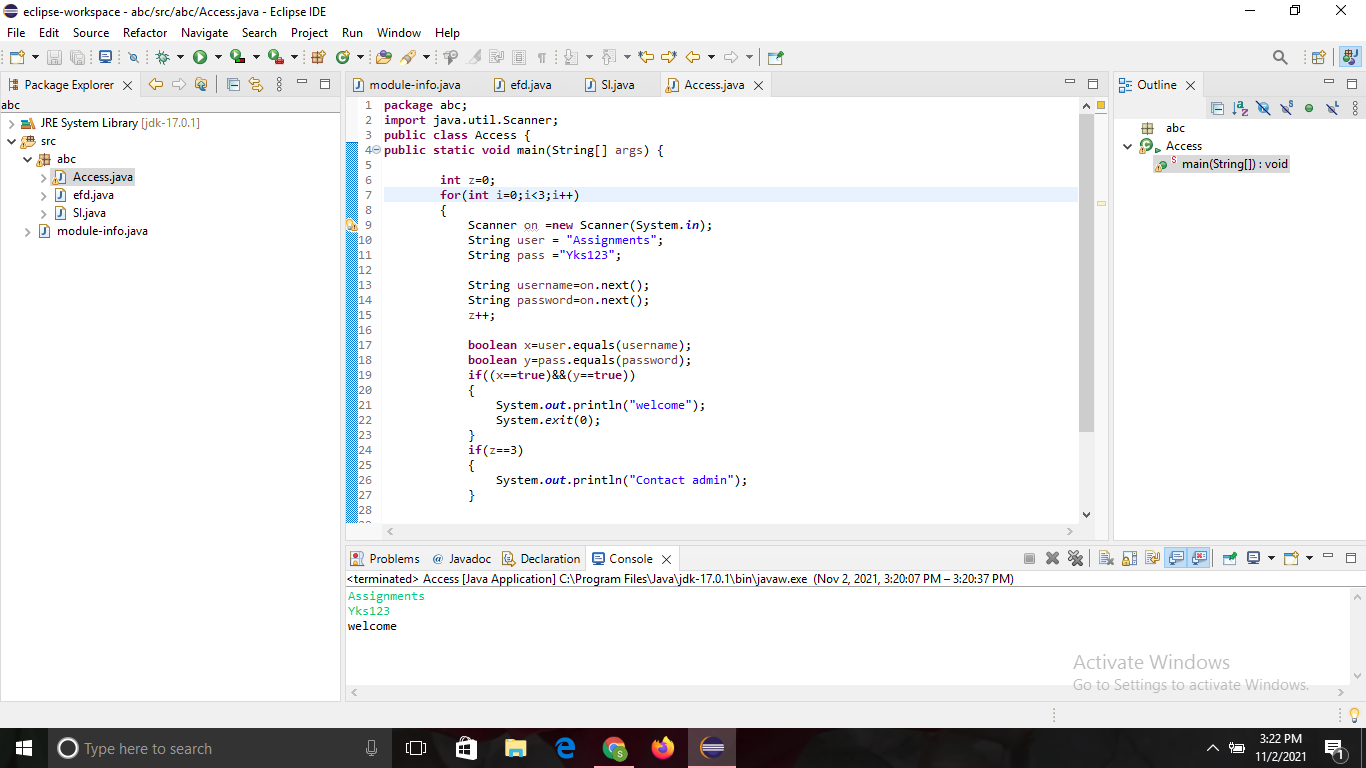 eclipse-workspace - abc/src/abc/Access.java - Eclipse IDE
File Edit Source Refactor Navigate Search Project Run Window Help
Package Explorer
abc
JRE System Library [jdk-17.0.1]
src
abc
Access.java
efd.java
SI.java
module-info.java
module-info.java efd.java SI.java Access.java
1 package abc;
2 import java.util.Scanner;
3 public class Access {
4 public static void main(String[] args) {
5
6 int z=0;
7 for(int i=0;i<3;i++)
8 {
9 Scanner on =new Scanner(System.in);
10 String user = "Assignments";
11 String pass ="Yks123";
12
13 String username=on.next();
14 String password=on.next();
15 z++;
16
17 boolean x=user.equals(username);
18 boolean y=pass.equals(password);
19 if((x==true)&&(y==true))
20 {
21 System.out.println("welcome");
22 System.exit(0);
23 }
24 if(z==3)
25 {
26 System.out.println("Contact admin");
27 }
28
Outline
abc
Access
main(String[]) : void
Problems @ Javadoc Declaration Console
<terminated> Access [Java Application] C:\Program Files\Java\jdk-17.0.1\bin\javaw.exe (Nov 2, 2021, 3:20:07 PM – 3:20:37 PM)
Assignments
Yks123
welcome
Activate Windows
Go to Settings to activate Windows.
Type here to search
3:22 PM
11/2/2021
1